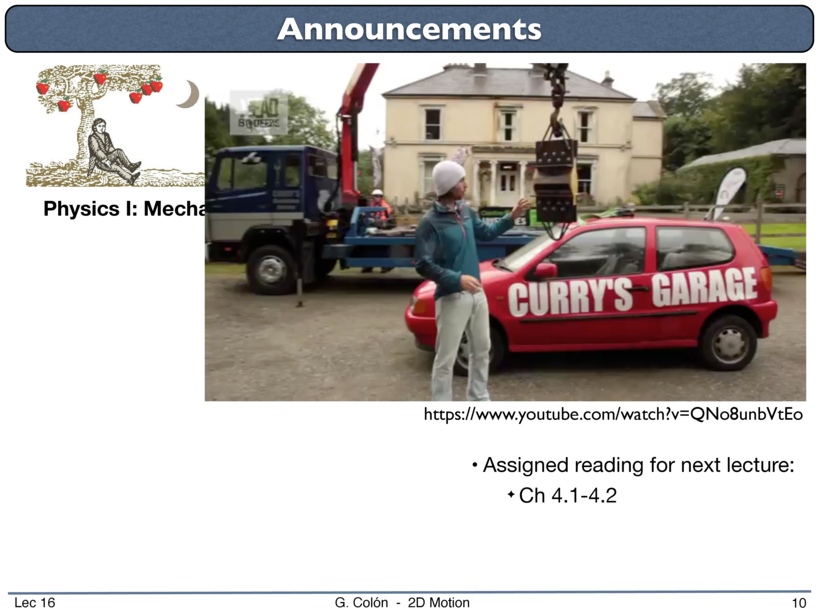 Announcements
Physics I: Mecha
CURRY'S GARAGE
https://www.youtube.com/watch?v=QNo8unbVtEo
• Assigned reading for next lecture:
✦ Ch 4.1-4.2
Lec 16
G. Colón - 2D Motion
10